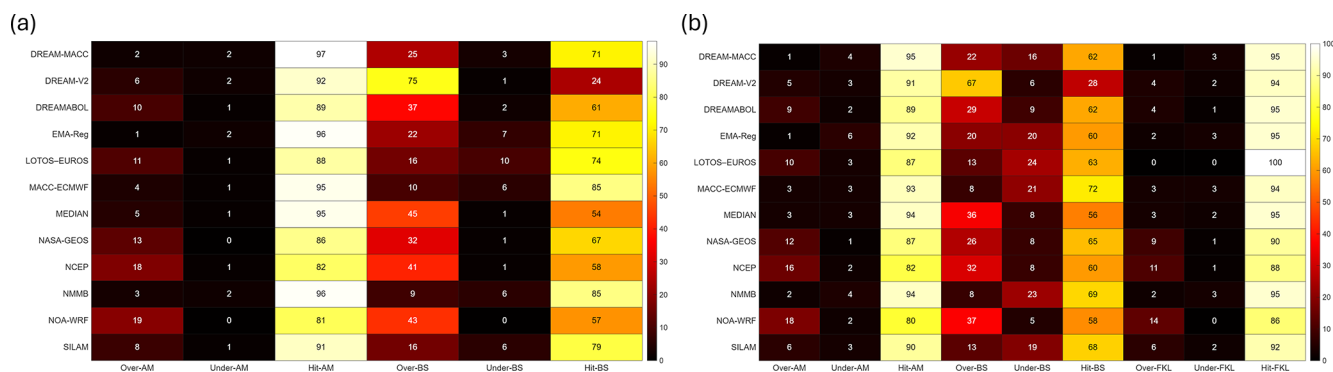 (a)
DREAM-MACC 2 2 97 25 3 71
DREAM-V2 6 2 92 75 1 24
DREAMABOL 10 1 89 37 2 61
EMA-Reg 1 2 96 22 7 71
LOTOS–EUROS 11 1 88 16 10 74
MACC-ECMWF 4 1 95 10 6 85
MEDIAN 5 1 95 45 1 54
NASA-GEOS 13 0 86 32 1 67
NCEP 18 1 82 41 1 58
NMMB 3 2 96 9 6 85
NOA-WRF 19 0 81 43 0 57
SILAM 8 1 91 16 6 79
Over-AM Under-AM Hit-AM Over-BS Under-BS Hit-BS
90
80
70
60
50
40
30
20
10
0
(b)
DREAM-MACC 1 4 95 22 16 62 1 3 95
DREAM-V2 5 3 91 67 6 28 4 2 94
DREAMABOL 9 2 89 29 9 62 4 1 95
EMA-Reg 1 6 92 20 20 60 2 3 95
LOTOS–EUROS 10 3 87 13 24 63 0 0 100
MACC-ECMWF 3 3 93 8 21 72 3 3 94
MEDIAN 3 3 94 36 8 56 3 2 95
NASA-GEOS 12 1 87 26 8 65 9 1 90
NCEP 16 2 82 32 8 60 11 1 88
NMMB 2 4 94 8 23 69 2 3 95
NOA-WRF 18 2 80 37 5 58 14 0 86
SILAM 6 3 90 13 19 68 6 2 92
Over-AM Under-AM Hit-AM Over-BS Under-BS Hit-BS Over-FKL Under-FKL Hit-FKL
100
90
80
70
60
50
40
30
20
10
0